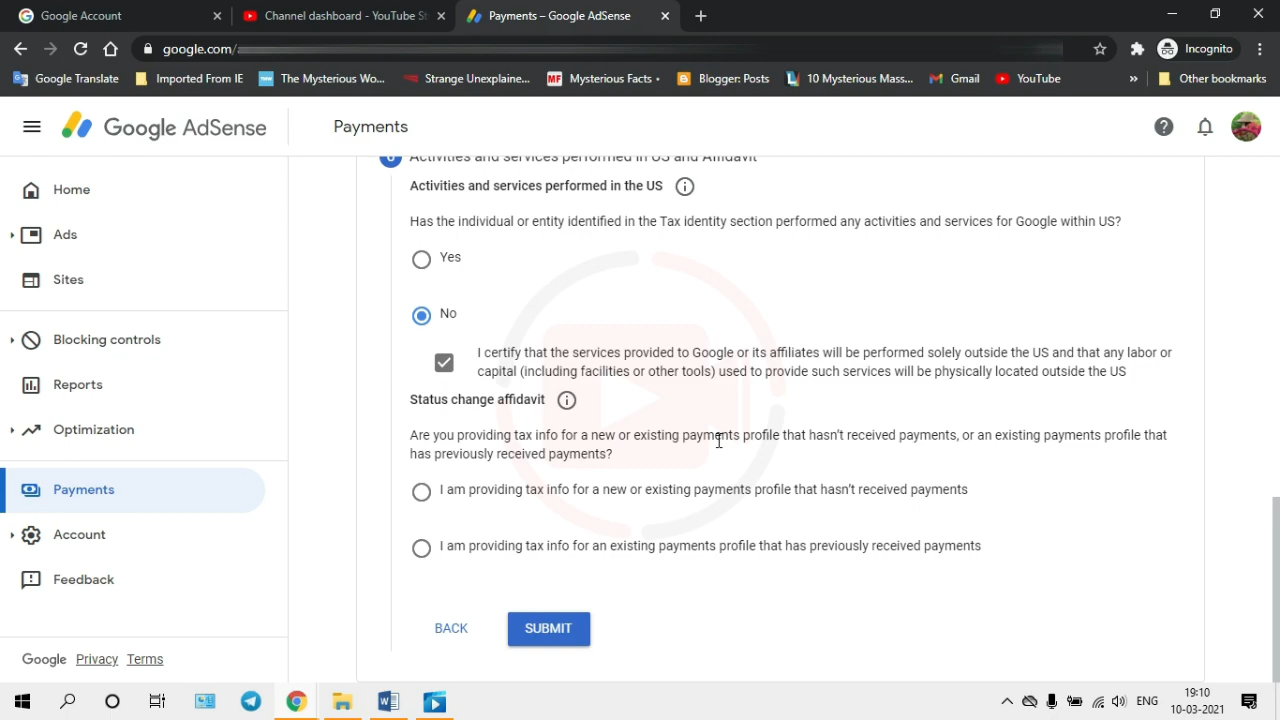 Google Account
Channel dashboard - YouTube St
Payments – Google AdSense
google.com/
Incognito
Google Translate
Imported From IE
The Mysterious Wo...
Strange Unexplaine...
MF Mysterious Facts •
Blogger: Posts
10 Mysterious Mass...
Gmail
YouTube
»
Other bookmarks
Google AdSense
Payments
Home
Ads
Sites
Blocking controls
Reports
Optimization
Payments
Account
Feedback
Google Privacy Terms
6 Activities and services performed in US and Affidavit
Activities and services performed in the US
Has the individual or entity identified in the Tax identity section performed any activities and services for Google within US?
Yes
No
I certify that the services provided to Google or its affiliates will be performed solely outside the US and that any labor or
capital (including facilities or other tools) used to provide such services will be physically located outside the US
Status change affidavit
Are you providing tax info for a new or existing payments profile that hasn't received payments, or an existing payments profile that
has previously received payments?
I am providing tax info for a new or existing payments profile that hasn't received payments
I am providing tax info for an existing payments profile that has previously received payments
BACK
SUBMIT
ENG
19:10
10-03-2021